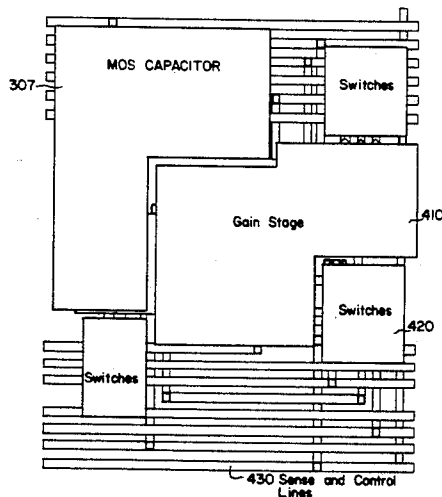 MOS CAPACITOR
307
Switches
Gain Stage
410
Switches
420
Switches
430 Sense and Control
Lines